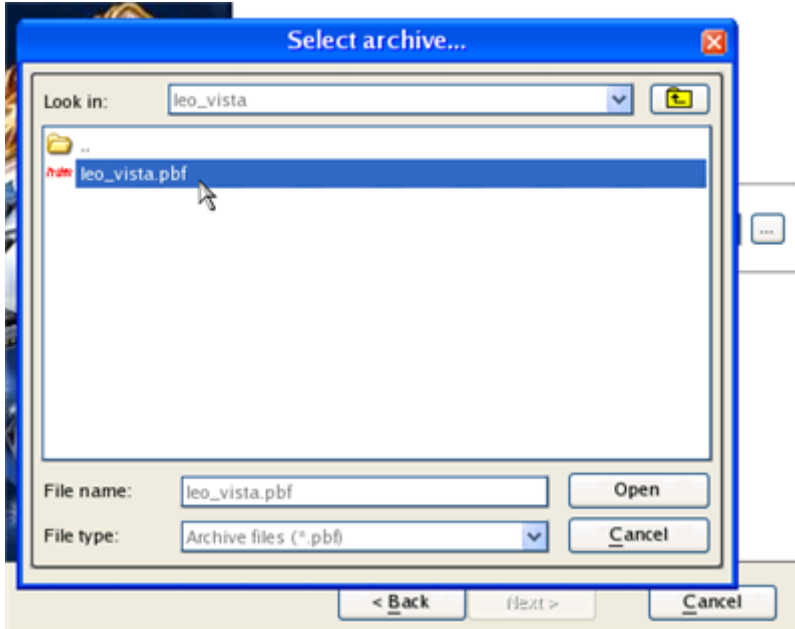 Select archive...
Look in: leo_vista
..
leo_vista.pbf
...
File name: leo_vista.pbf Open
File type: Archive files (*.pbf) Cancel
< Back Next > Cancel